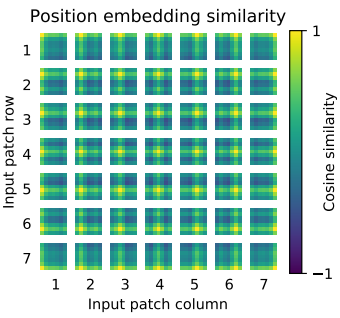 Position embedding similarity
1
2
3
4
5
6
7
Input patch row
1 2 3 4 5 6 7
Input patch column
1
−1
Cosine similarity